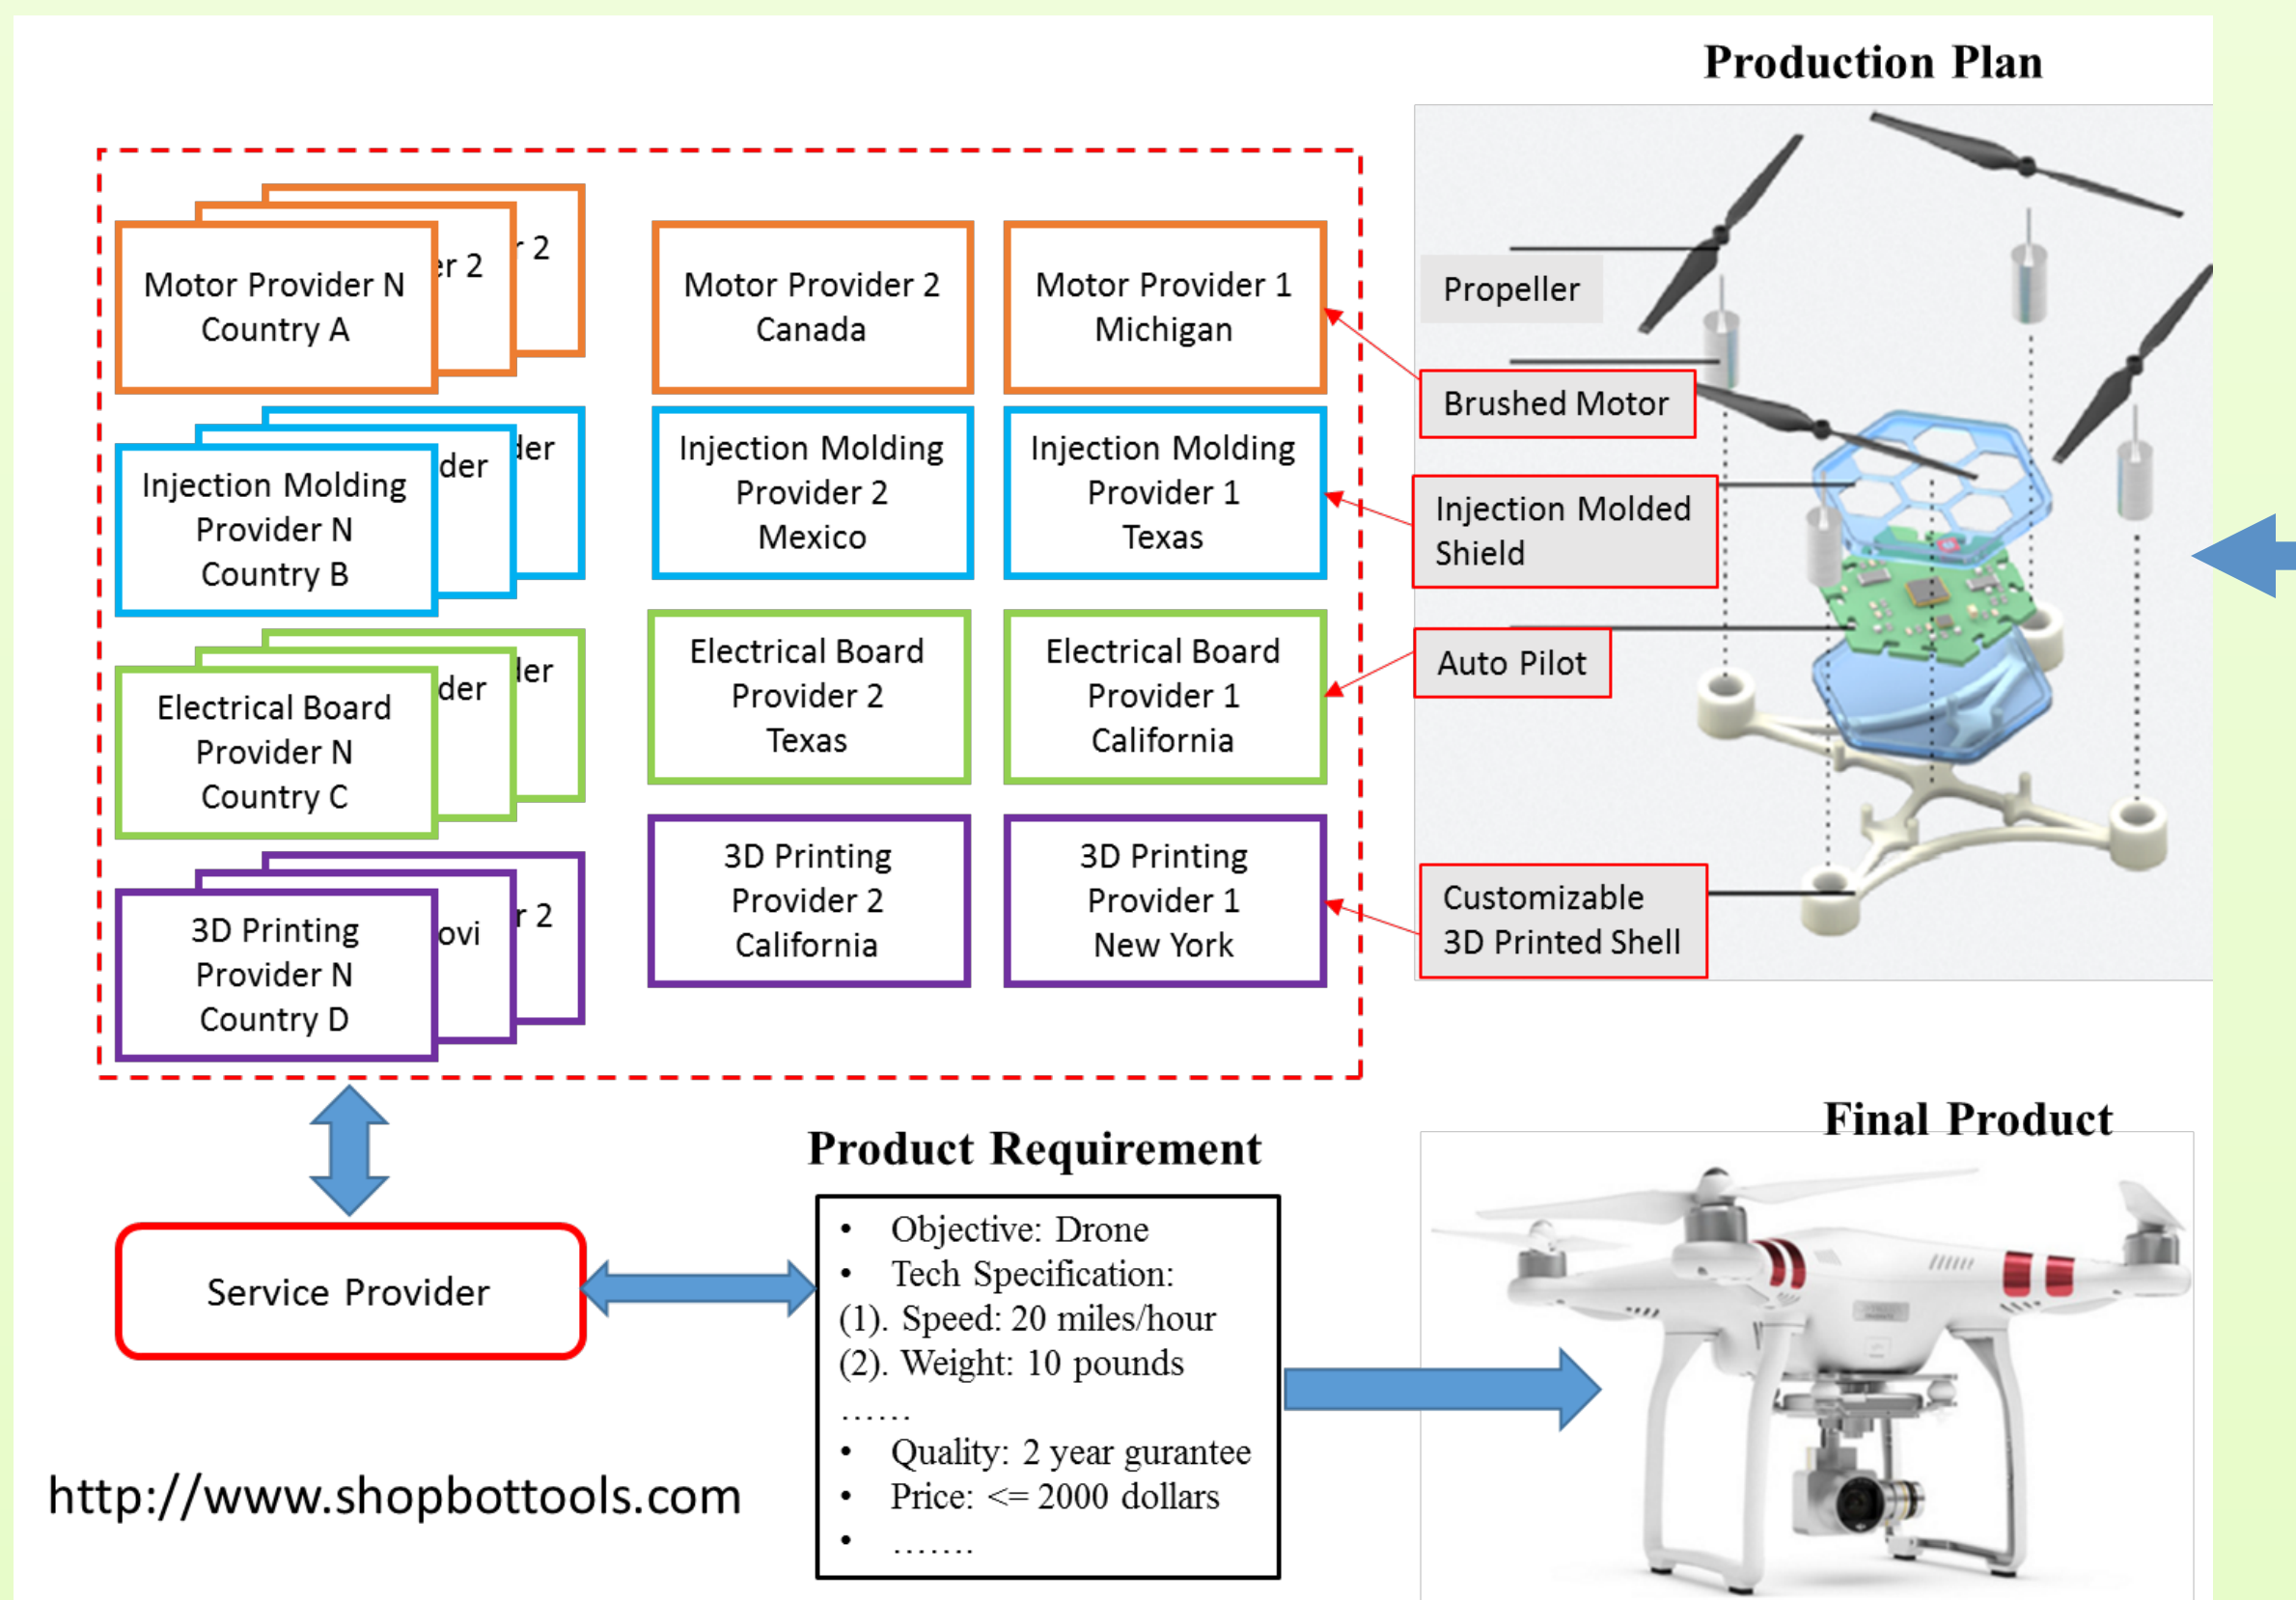 Production Plan
Motor Provider N
Country A
er 2
r 2
Motor Provider 2
Canada
Motor Provider 1
Michigan
Propeller
Brushed Motor
Injection Molding
Provider N
Country B
der
der
Injection Molding
Provider 2
Mexico
Injection Molding
Provider 1
Texas
Injection Molded
Shield
Electrical Board
Provider N
Country C
der
ler
Electrical Board
Provider 2
Texas
Electrical Board
Provider 1
California
Auto Pilot
3D Printing
Provider N
Country D
ovi
r 2
3D Printing
Provider 2
California
3D Printing
Provider 1
New York
Customizable
3D Printed Shell
Service Provider
http://www.shopbottools.com
Product Requirement
• Objective: Drone
• Tech Specification:
(1). Speed: 20 miles/hour
(2). Weight: 10 pounds
......
• Quality: 2 year gurantee
• Price: <= 2000 dollars
• .......
Final Product